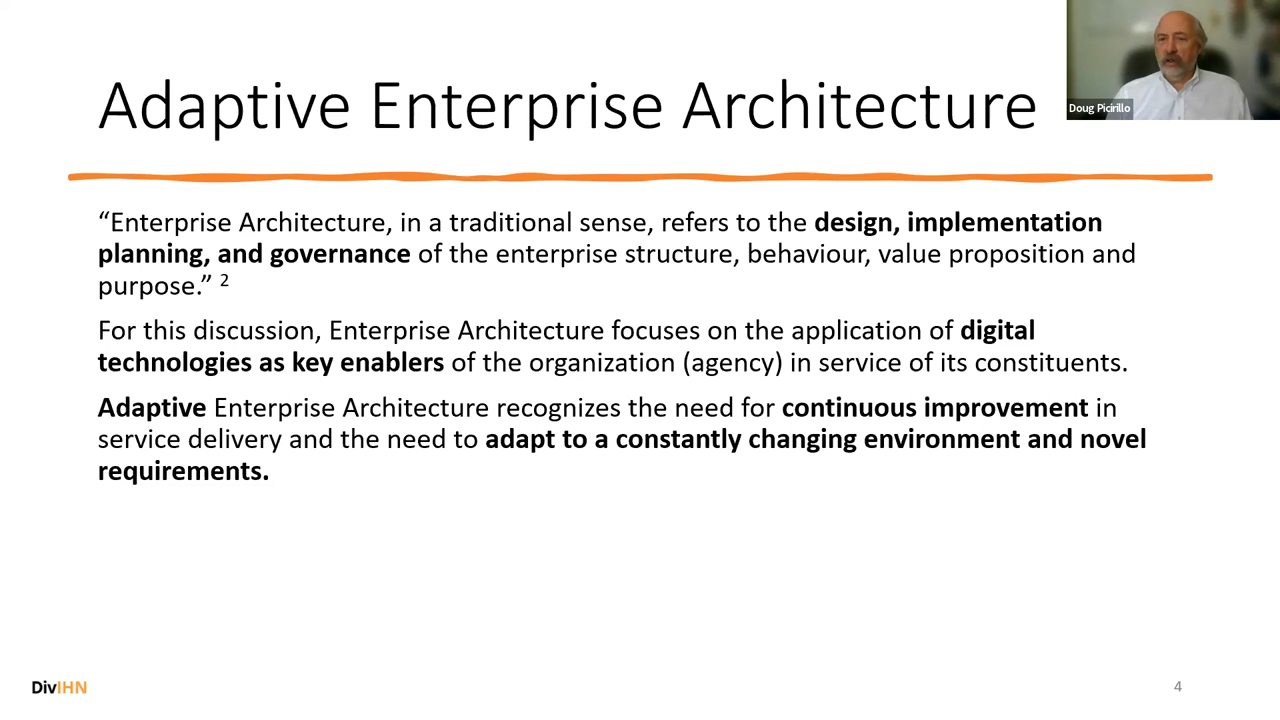 Adaptive Enterprise Architecture
Doug Picirillo
“Enterprise Architecture, in a traditional sense, refers to the design, implementation
planning, and governance of the enterprise structure, behaviour, value proposition and
purpose.” 2
For this discussion, Enterprise Architecture focuses on the application of digital
technologies as key enablers of the organization (agency) in service of its constituents.
Adaptive Enterprise Architecture recognizes the need for continuous improvement in
service delivery and the need to adapt to a constantly changing environment and novel
requirements.
DivIHN
4